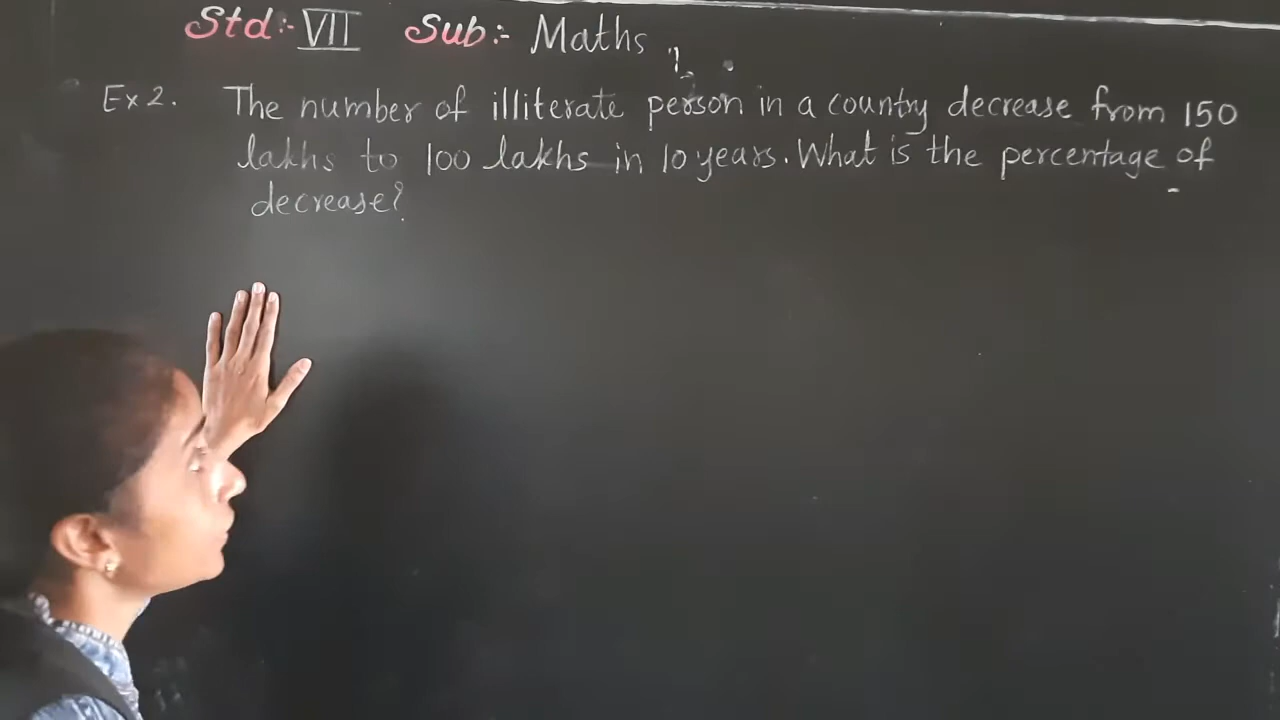 Std:- VII Sub:- Maths
Ex 2. The number of illiterate person in a country decrease from 150
lakhs to 100 lakhs in 10 years. What is the percentage of
decrease?